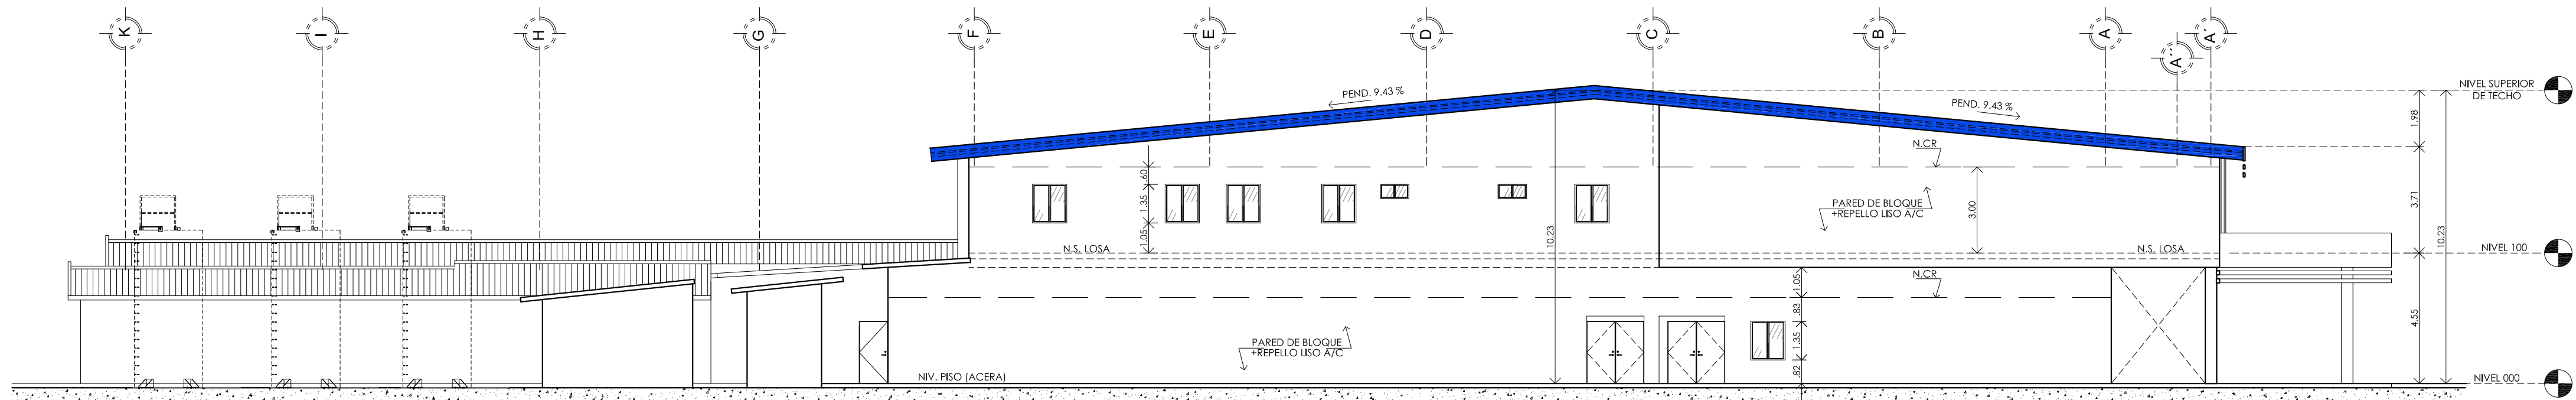 K
I
H
G
F
E
D
C
B
A
A´
A´´
NIVEL SUPERIOR
DE TECHO
PEND. 9.43 %
PEND. 9.43 %
1.98
N.CR
.60
1.35
1.05
3.00
PARED DE BLOQUE
+REPELLO LISO A/C
3.71
10.23
10.23
N.S. LOSA
N.S. LOSA
NIVEL 100
N.CR
1.05
.83
1.35
.82
4.55
PARED DE BLOQUE
+REPELLO LISO A/C
NIV. PISO (ACERA)
NIVEL 000